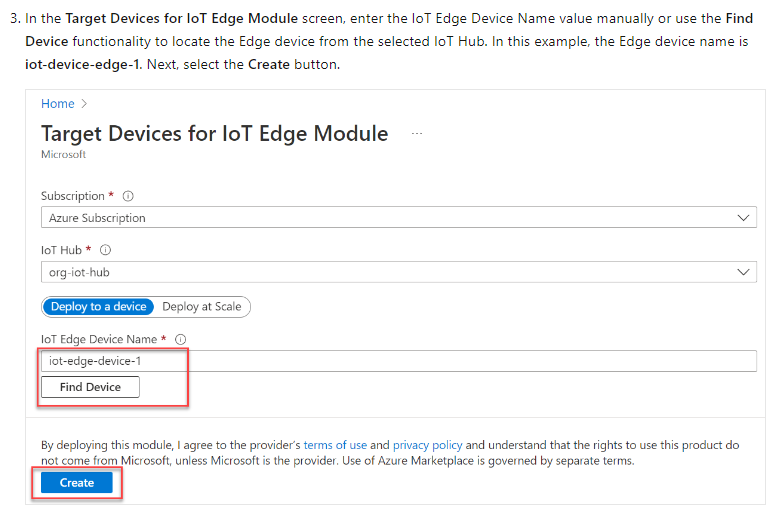 3. In the Target Devices for IoT Edge Module screen, enter the IoT Edge Device Name value manually or use the Find
Device functionality to locate the Edge device from the selected IoT Hub. In this example, the Edge device name is
iot-device-edge-1. Next, select the Create button.
Home >
Target Devices for IoT Edge Module ...
Microsoft
Subscription *
Azure Subscription
IoT Hub *
org-iot-hub
Deploy to a device Deploy at Scale
IoT Edge Device Name *
iot-edge-device-1
Find Device
By deploying this module, I agree to the provider's terms of use and privacy policy and understand that the rights to use this product do
not come from Microsoft, unless Microsoft is the provider. Use of Azure Marketplace is governed by separate terms.
Create